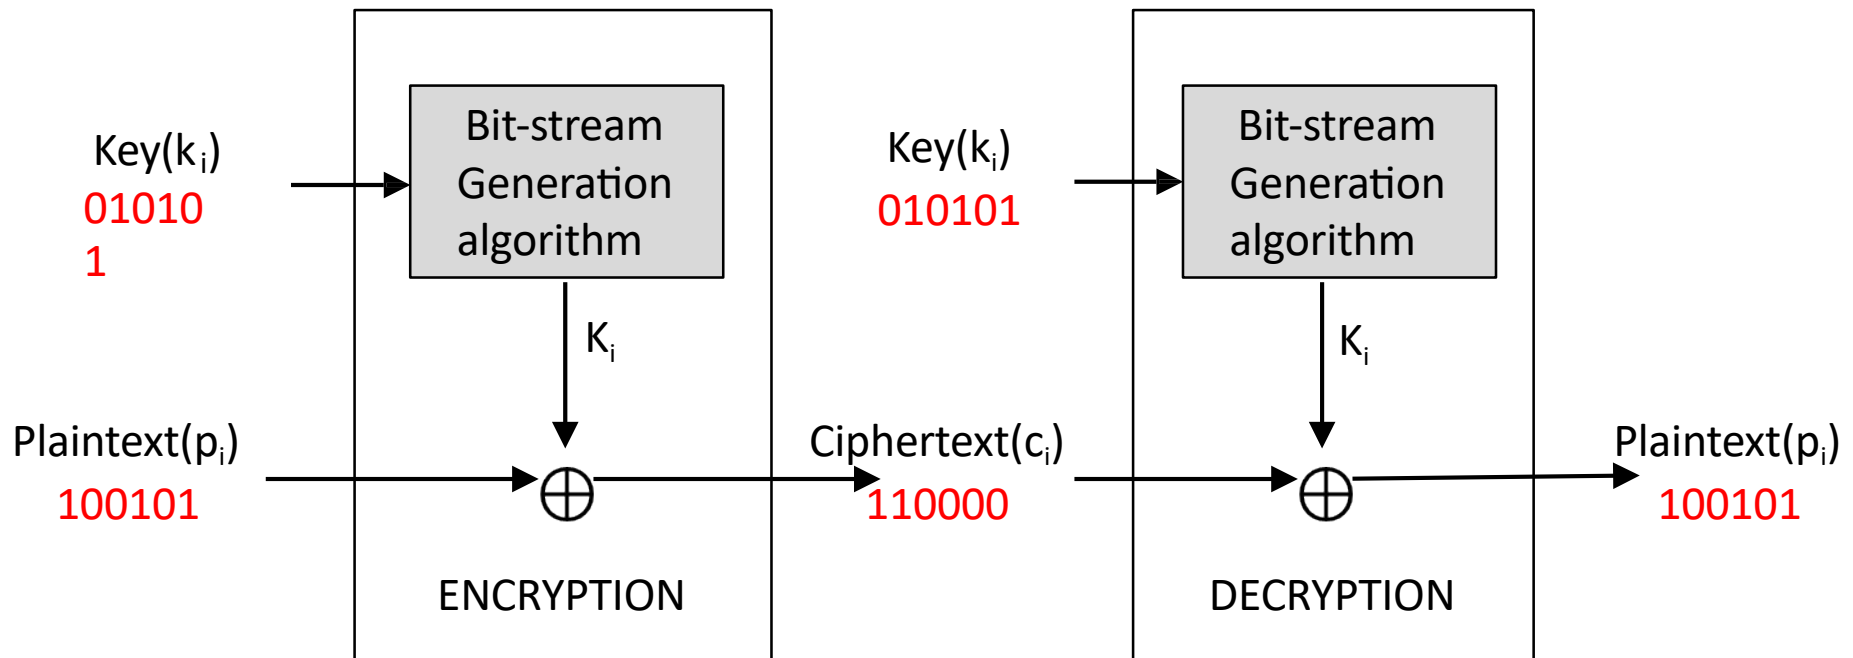 Key(ki)
01010
1
Bit-stream
Generation
algorithm
Ki
Plaintext(pi)
100101
ENCRYPTION
Ciphertext(ci)
110000
Key(ki)
010101
Bit-stream
Generation
algorithm
Ki
DECRYPTION
Plaintext(pi)
100101